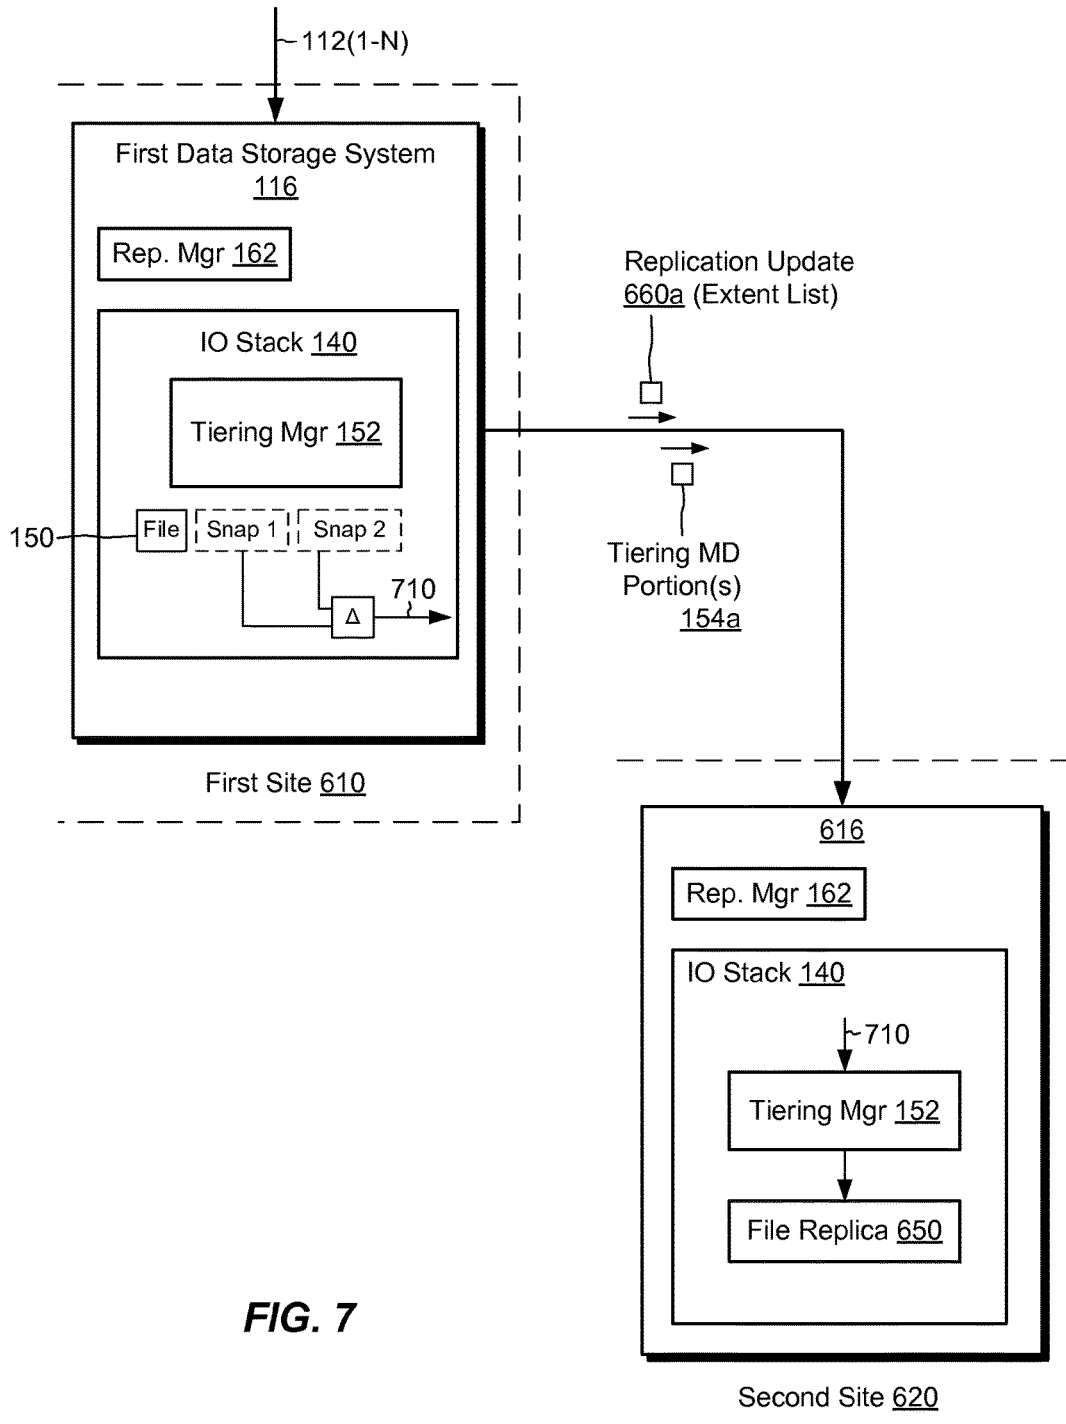 112(1-N)
First Data Storage System
116
Rep. Mgr 162
Replication Update
660a (Extent List)
IO Stack 140
Tiering Mgr 152
150
File
Snap 1
Snap 2
Tiering MD
Portion(s)
154a
710
Δ
First Site 610
616
Rep. Mgr 162
IO Stack 140
710
Tiering Mgr 152
File Replica 650
FIG. 7
Second Site 620